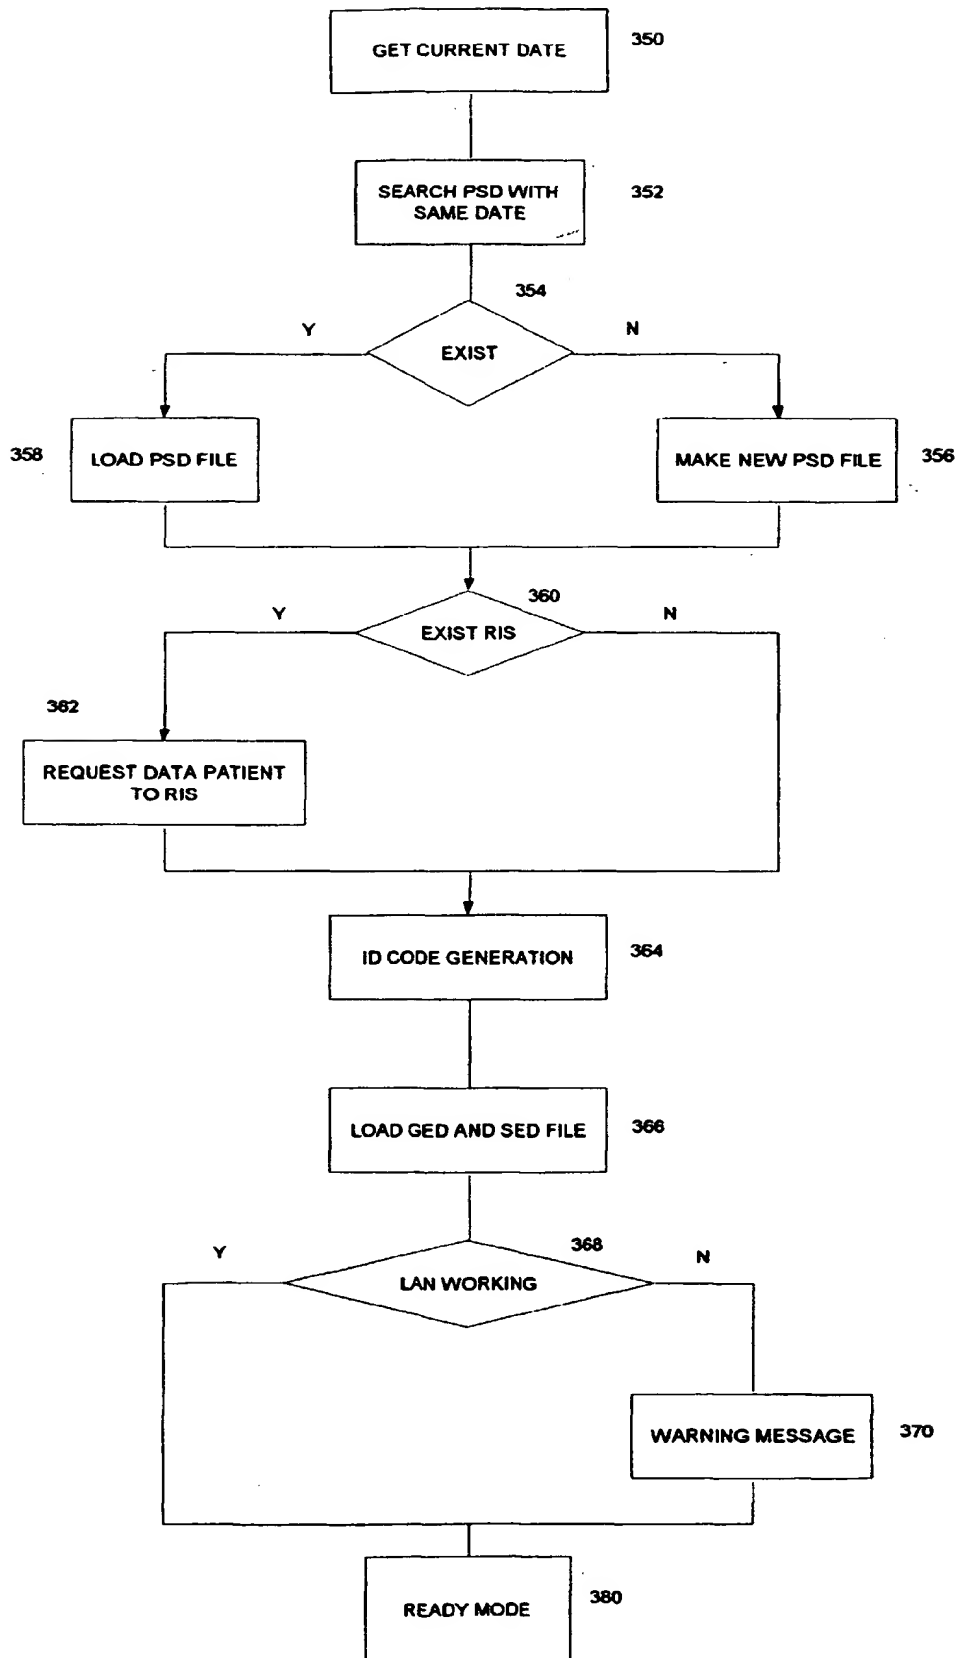 GET CURRENT DATE
350
SEARCH PSD WITH
SAME DATE
352
354
Y
N
EXIST
358
LOAD PSD FILE
MAKE NEW PSD FILE
356
360
Y
N
EXIST RIS
362
REQUEST DATA PATIENT
TO RIS
ID CODE GENERATION
364
LOAD GED AND SED FILE
366
368
Y
N
LAN WORKING
WARNING MESSAGE
370
READY MODE
380